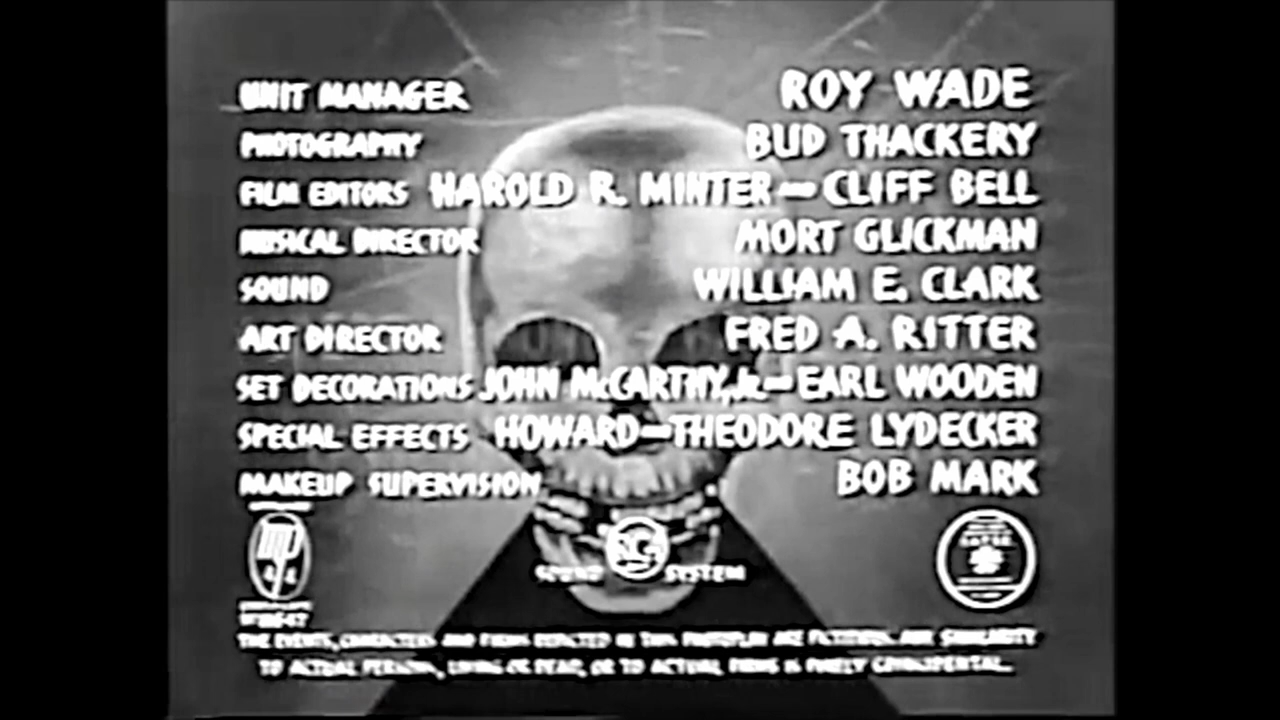 UNIT MANAGER ROY WADE
PHOTOGRAPHY BUD THACKERY
FILM EDITORS HAROLD R. MINTER — CLIFF BELL
MUSICAL DIRECTOR MORT GLICKMAN
SOUND WILLIAM E. CLARK
ART DIRECTOR FRED A. RITTER
SET DECORATIONS JOHN McCARTHY, Jr. — EARL WOODEN
SPECIAL EFFECTS HOWARD — THEODORE LYDECKER
MAKEUP SUPERVISION BOB MARK
SOUND RCA SYSTEM
THE EVENTS, CHARACTERS AND FIRMS DEPICTED IN THIS PHOTOPLAY ARE FICTITIOUS. ANY SIMILARITY
TO ACTUAL PERSONS, LIVING OR DEAD, OR TO ACTUAL FIRMS IS PURELY COINCIDENTAL.